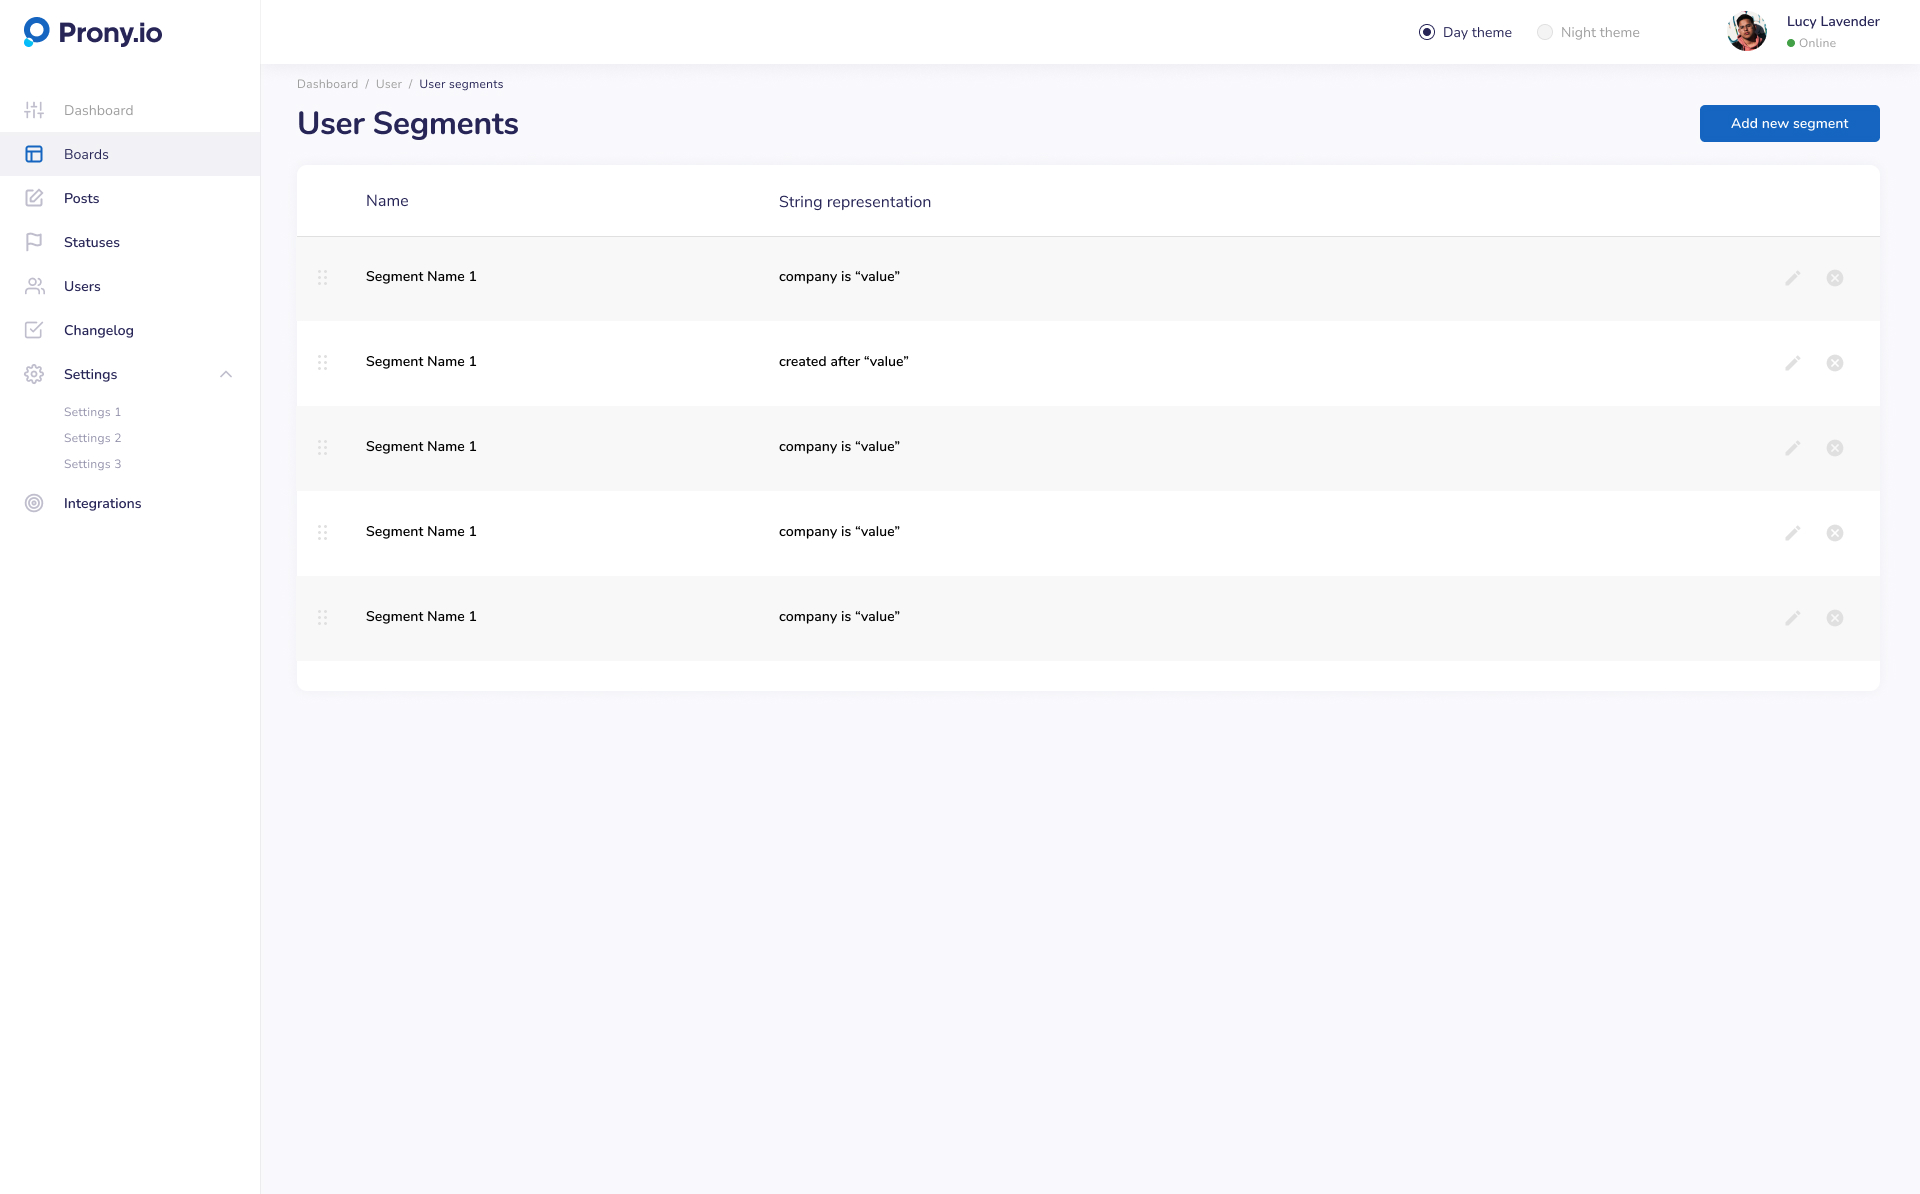 Prony.io
Day theme
Night theme
Lucy Lavender
Online
Dashboard
Boards
Posts
Statuses
Users
Changelog
Settings
Settings 1
Settings 2
Settings 3
Integrations
Dashboard / User / User segments
User Segments
Add new segment
Name String representation
Segment Name 1 company is “value”
Segment Name 1 created after “value”
Segment Name 1 company is “value”
Segment Name 1 company is “value”
Segment Name 1 company is “value”